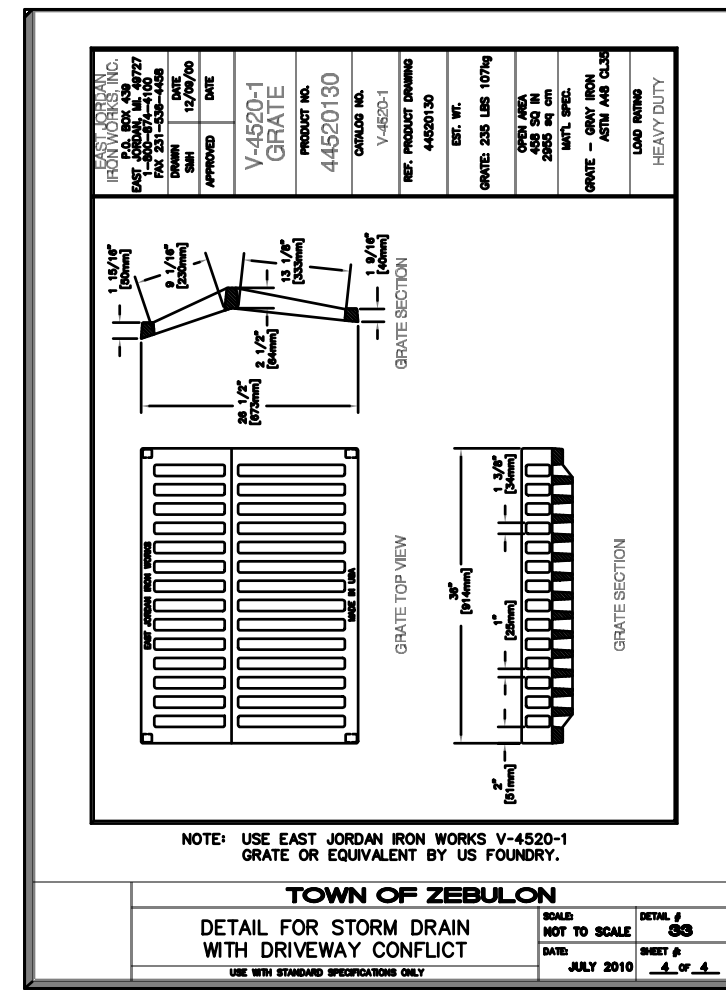 EAST JORDAN
IRON WORKS, INC.
P.O. BOX 439
EAST JORDAN, MI. 49727
1-800-874-4100
FAX 231-536-4458
DRAWN
SMH
DATE
12/09/00
APPROVED
DATE
V-4520-1
GRATE
PRODUCT NO.
44520130
CATALOG NO.
V-4520-1
REF. PRODUCT DRAWING
44520130
EST. WT.
GRATE: 235 LBS 107kg
OPEN AREA
458 SQ IN
2955 sq cm
MAT'L SPEC.
GRATE - GRAY IRON
ASTM A48 CL35
LOAD RATING
HEAVY DUTY
1 15/16"
[50mm]
9 1/16"
[230mm]
13 1/8"
[333mm]
1 9/16"
[40mm]
2 1/2"
[64mm]
26 1/2"
[673mm]
GRATE SECTION
EAST JORDAN IRON WORKS
MADE IN USA
GRATE TOP VIEW
1 3/8"
[34mm]
36"
[914mm]
1"
[25mm]
2"
[51mm]
GRATE SECTION
NOTE: USE EAST JORDAN IRON WORKS V-4520-1
GRATE OR EQUIVALENT BY US FOUNDRY.
TOWN OF ZEBULON
DETAIL FOR STORM DRAIN
WITH DRIVEWAY CONFLICT
USE WITH STANDARD SPECIFICATIONS ONLY
SCALE:
NOT TO SCALE
DETAIL #
33
DATE:
JULY 2010
SHEET #:
4 OF 4